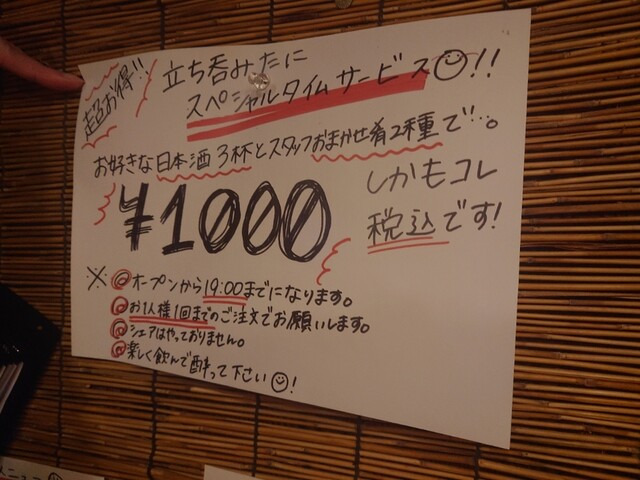 超お得!!
立ち呑みたに
スペシャルタイムサービス!!
お好きな日本酒3杯とスタッフおまかせ肴2種で…。
¥1000
しかもコレ
税込です!
※
オープンから19:00までになります。
お1人様1回までのご注文でお願いします。
シェアはやっておりません。
楽しく飲んで酔って下さい!
メニュー